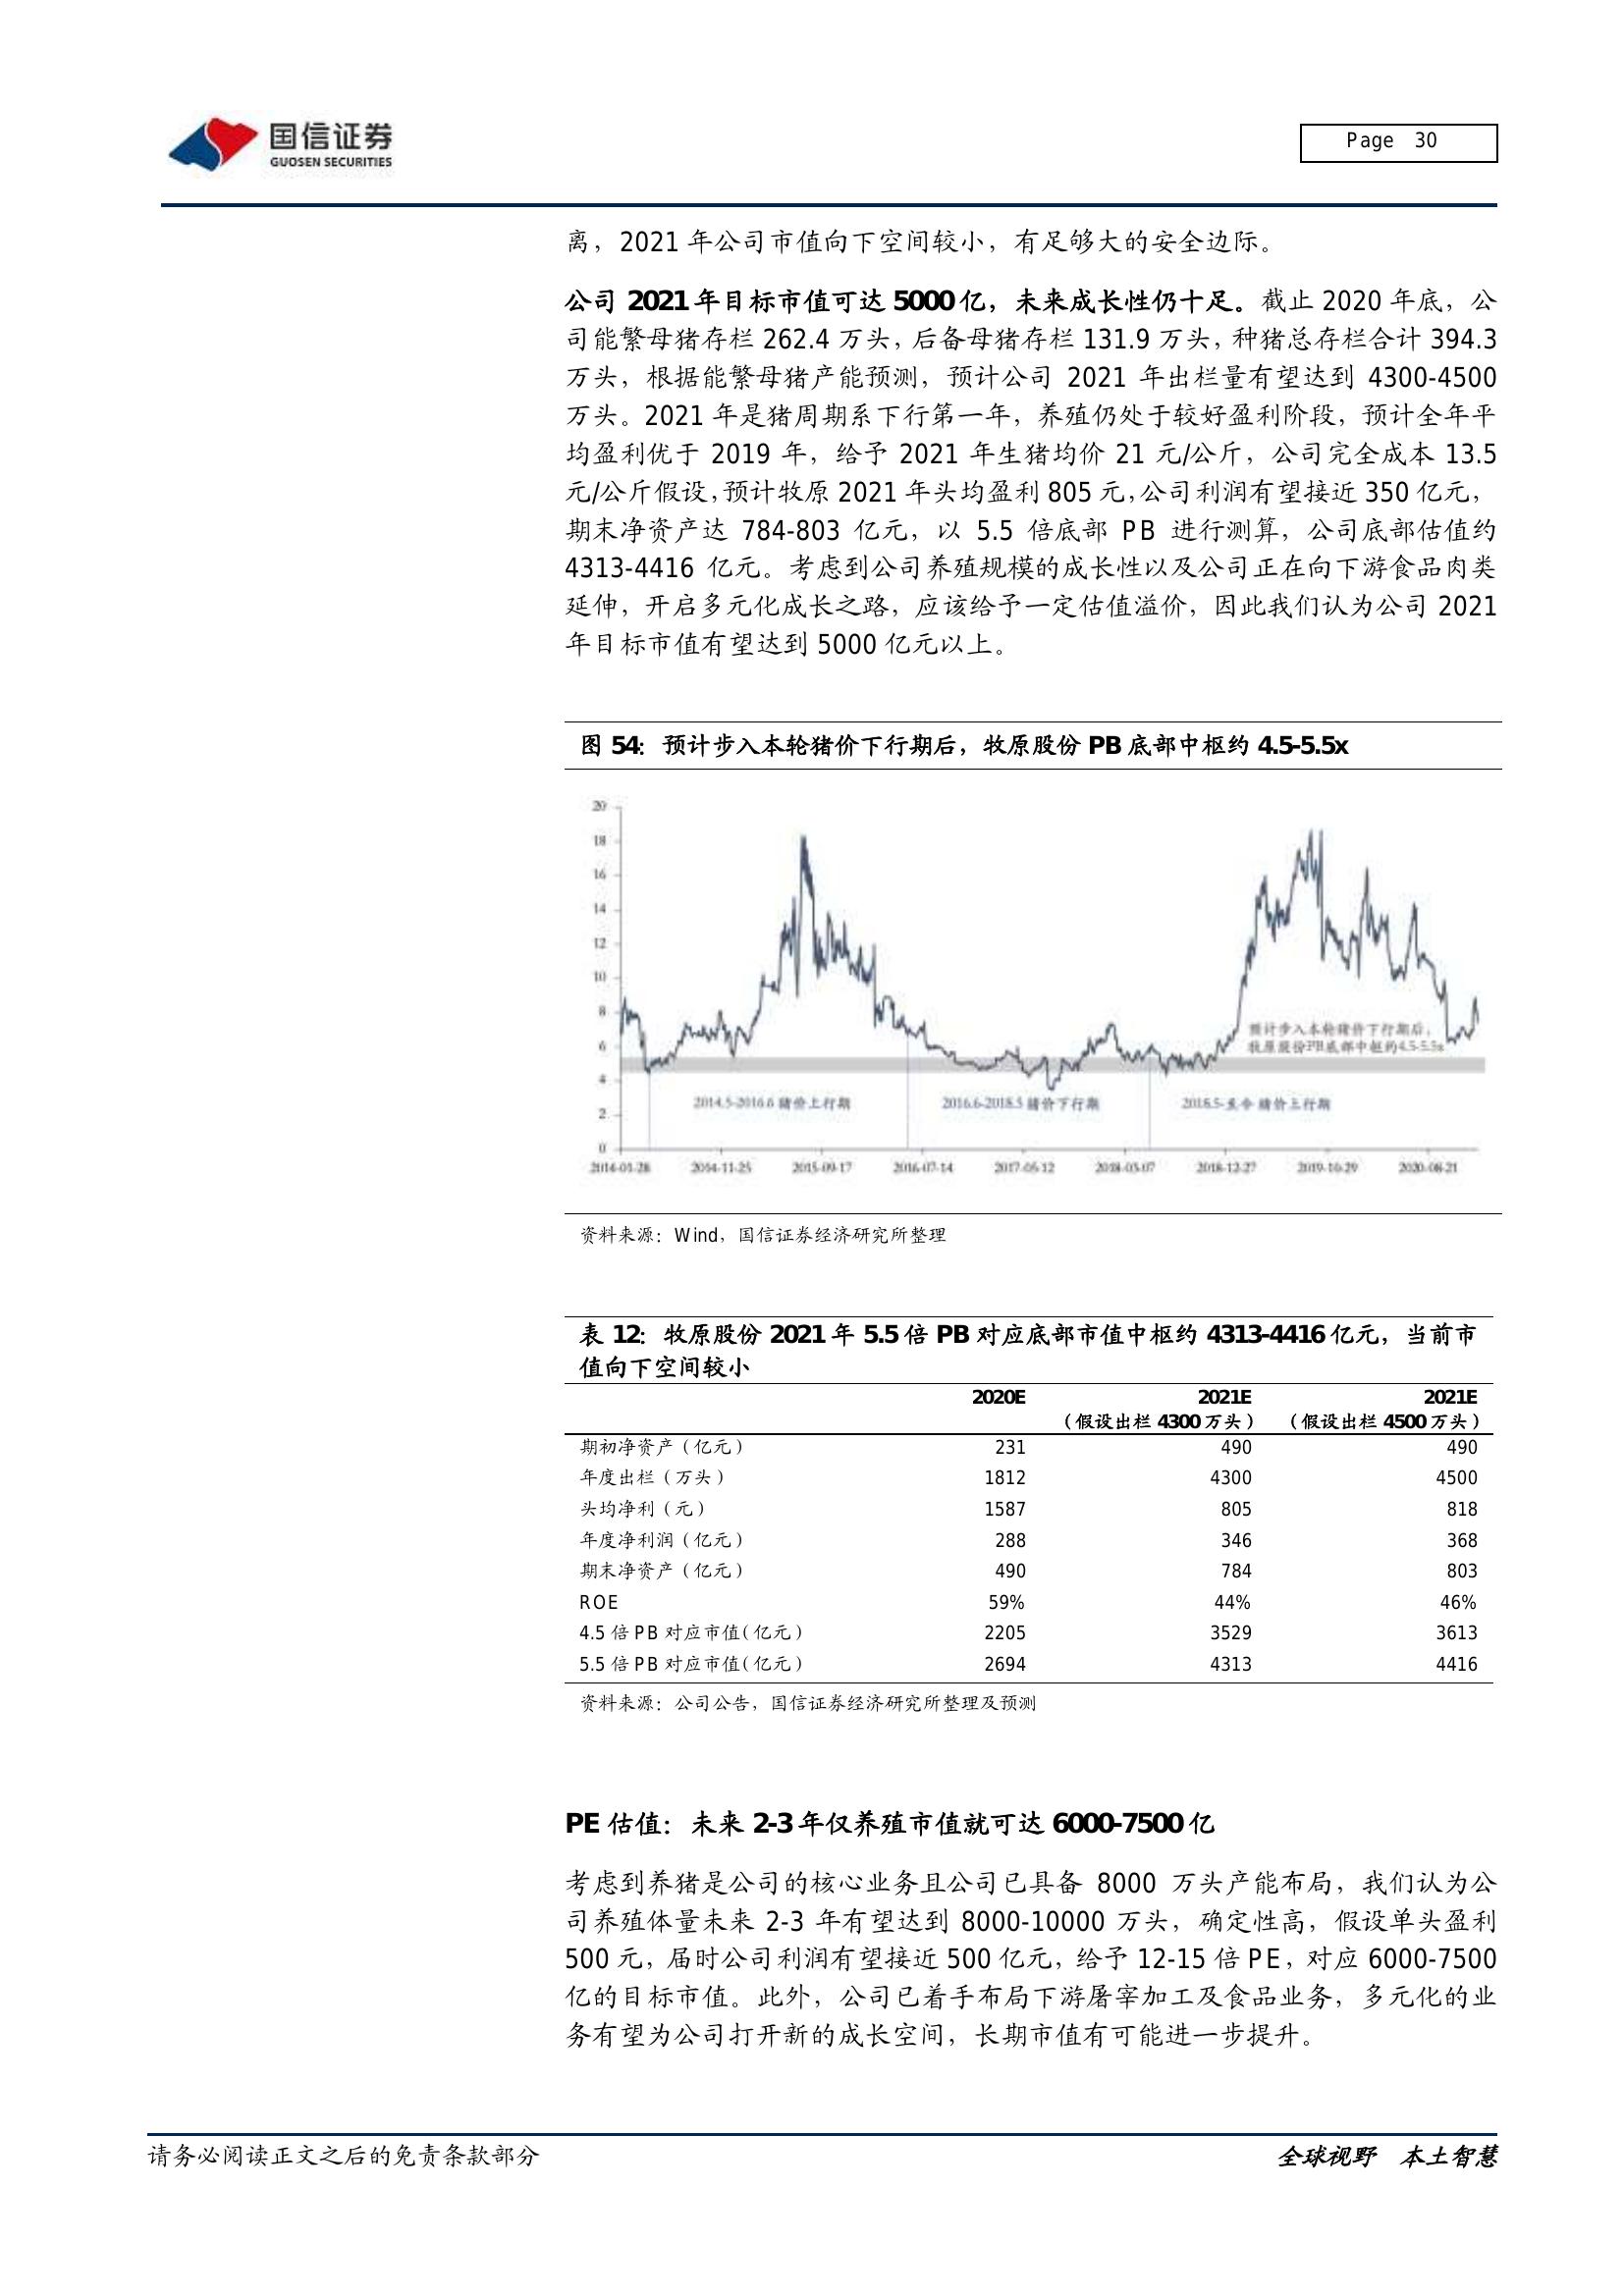 国信证券
GUOSEN SECURITIES
Page 30
离，2021 年公司市值向下空间较小，有足够大的安全边际。
公司 2021 年目标市值可达 5000 亿，未来成长性仍十足。截止 2020 年底，公
司能繁母猪存栏 262.4 万头，后备母猪存栏 131.9 万头，种猪总存栏合计 394.3
万头，根据能繁母猪产能预测，预计公司 2021 年出栏量有望达到 4300-4500
万头。2021 年是猪周期系下行第一年，养殖仍处于较好盈利阶段，预计全年平
均盈利优于 2019 年，给予 2021 年生猪均价 21 元/公斤，公司完全成本 13.5
元/公斤假设，预计牧原 2021 年头均盈利 805 元，公司利润有望接近 350 亿元，
期末净资产达 784-803 亿元，以 5.5 倍底部 PB 进行测算，公司底部估值约
4313-4416 亿元。考虑到公司养殖规模的成长性以及公司正在向下游食品肉类
延伸，开启多元化成长之路，应该给予一定估值溢价，因此我们认为公司 2021
年目标市值有望达到 5000 亿元以上。
图 54：预计步入本轮猪价下行期后，牧原股份 PB 底部中枢约 4.5-5.5x
20
18
16
14
12
10
8
6
4
2
0
预计步入本轮猪价下行期后，
牧原股份PB底部中枢约4.5-5.5x
2014.5-2016.6 猪价上行期
2016.6-2018.5 猪价下行期
2018.5-至今 猪价上行期
2014-01-28 2014-11-25 2015-09-17 2016-07-14 2017-05-12 2018-03-07 2018-12-27 2019-10-29 2020-08-21
资料来源：Wind，国信证券经济研究所整理
表 12：牧原股份 2021 年 5.5 倍 PB 对应底部市值中枢约 4313-4416 亿元，当前市
值向下空间较小
2020E 2021E 2021E
（假设出栏 4300 万头） （假设出栏 4500 万头）
期初净资产（亿元） 231 490 490
年度出栏（万头） 1812 4300 4500
头均净利（元） 1587 805 818
年度净利润（亿元） 288 346 368
期末净资产（亿元） 490 784 803
ROE 59% 44% 46%
4.5 倍 PB 对应市值(亿元） 2205 3529 3613
5.5 倍 PB 对应市值(亿元） 2694 4313 4416
资料来源：公司公告，国信证券经济研究所整理及预测
PE 估值：未来 2-3 年仅养殖市值就可达 6000-7500 亿
考虑到养猪是公司的核心业务且公司已具备 8000 万头产能布局，我们认为公
司养殖体量未来 2-3 年有望达到 8000-10000 万头，确定性高，假设单头盈利
500 元，届时公司利润有望接近 500 亿元，给予 12-15 倍 PE，对应 6000-7500
亿的目标市值。此外，公司已着手布局下游屠宰加工及食品业务，多元化的业
务有望为公司打开新的成长空间，长期市值有可能进一步提升。
请务必阅读正文之后的免责条款部分
全球视野 本土智慧